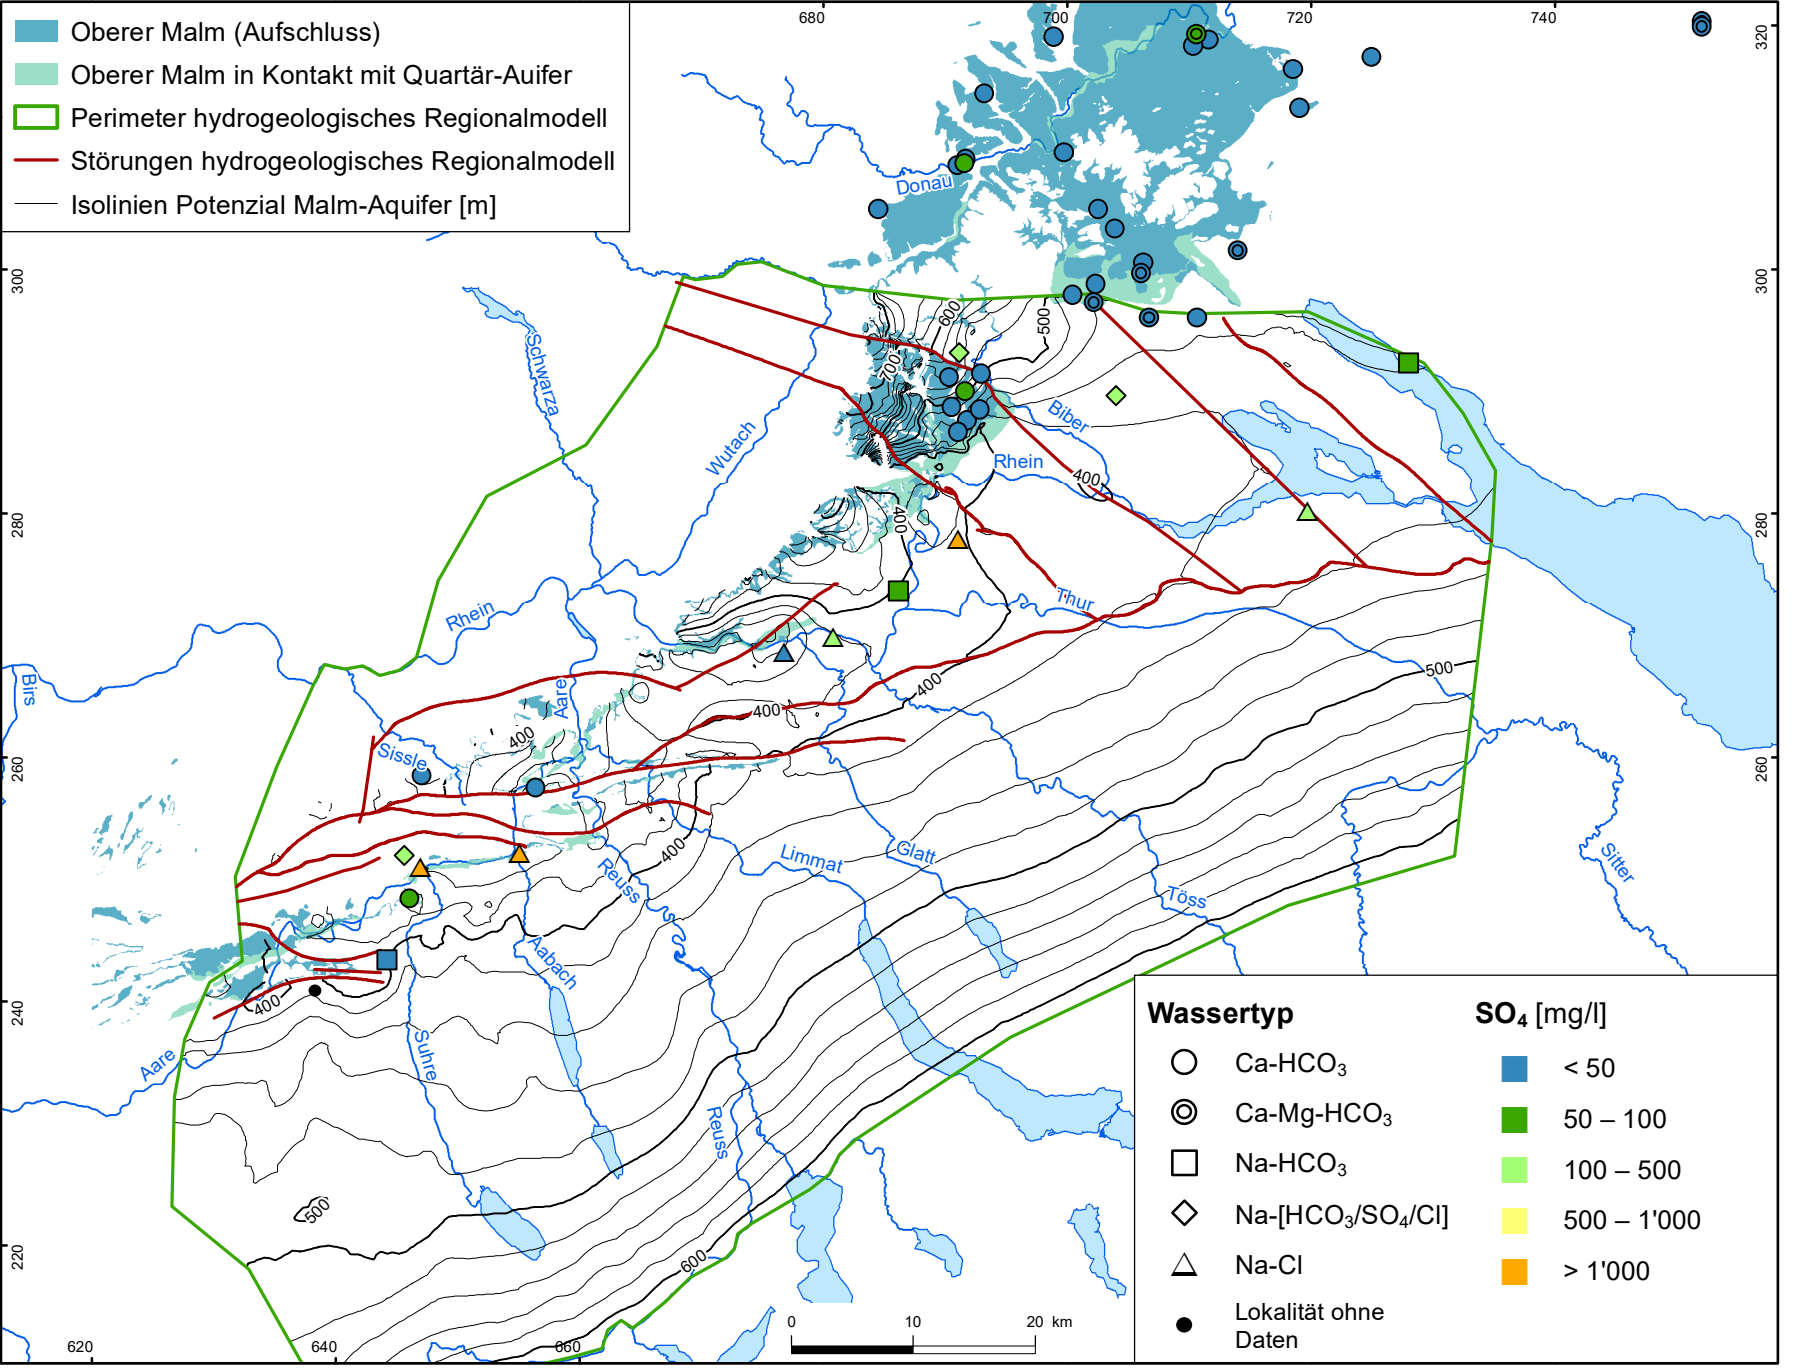 Oberer Malm (Aufschluss)
Oberer Malm in Kontakt mit Quartär-Auifer
Perimeter hydrogeologisches Regionalmodell
Störungen hydrogeologisches Regionalmodell
Isolinien Potenzial Malm-Aquifer [m]
680
700
720
740
320
Donau
300
300
600
500
Schwarza
700
Wutach
Biber
Rhein
400
280
280
400
Rhein
Thur
Birs
Aare
400
500
400
400
Sissle
260
260
400
Limmat
Glatt
Sitter
Reuss
Töss
Aabach
240
400
Aare
Suhre
Reuss
500
220
600
620
640
660
0 10 20 km
Wassertyp
Ca-HCO₃
Ca-Mg-HCO₃
Na-HCO₃
Na-[HCO₃/SO₄/Cl]
Na-Cl
Lokalität ohne
Daten
SO₄ [mg/l]
< 50
50 – 100
100 – 500
500 – 1'000
> 1'000